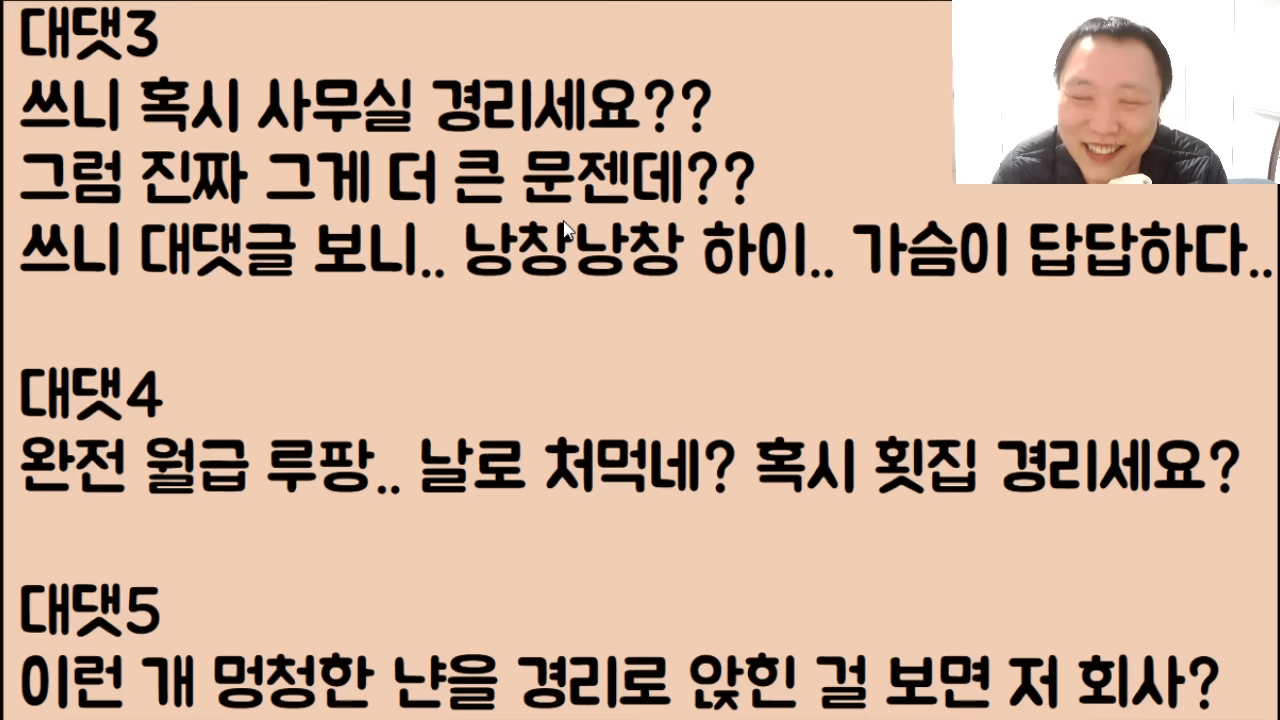 대댓3
쓰니 혹시 사무실 경리세요??
그럼 진짜 그게 더 큰 문젠데??
쓰니 대댓글 보니.. 낭창낭창 하이.. 가슴이 답답하다..
대댓4
완전 월급 루팡.. 날로 처먹네? 혹시 횟집 경리세요?
대댓5
이런 개 멍청한 냔을 경리로 앉힌 걸 보면 저 회사?